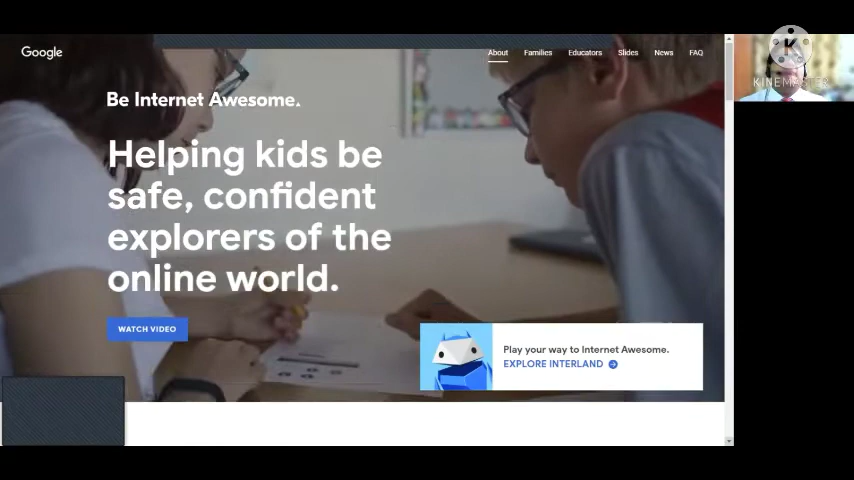 Google
About Families Educators Slides News FAQ
Be Internet Awesome.
Helping kids be
safe, confident
explorers of the
online world.
WATCH VIDEO
Play your way to Internet Awesome.
EXPLORE INTERLAND
K
KINEMASTER